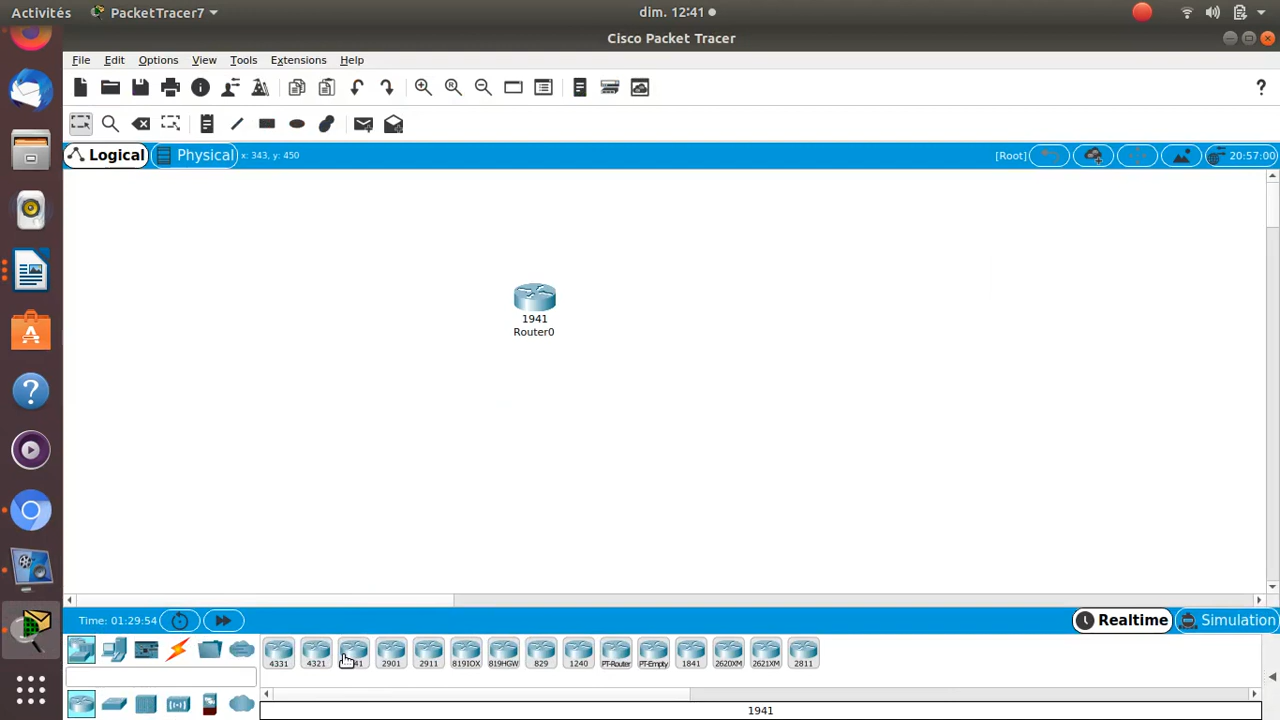 Activités PacketTracer7 dim. 12:41
Cisco Packet Tracer
File Edit Options View Tools Extensions Help
Logical Physical x: 343, y: 450 [Root] 20:57:00
1941
Router0
Time: 01:29:54 Realtime Simulation
4331 4321 2901 2911 819IOX 819HGW 829 1240 PT-Router PT-Empty 1841 2620XM 2621XM 2811
1941